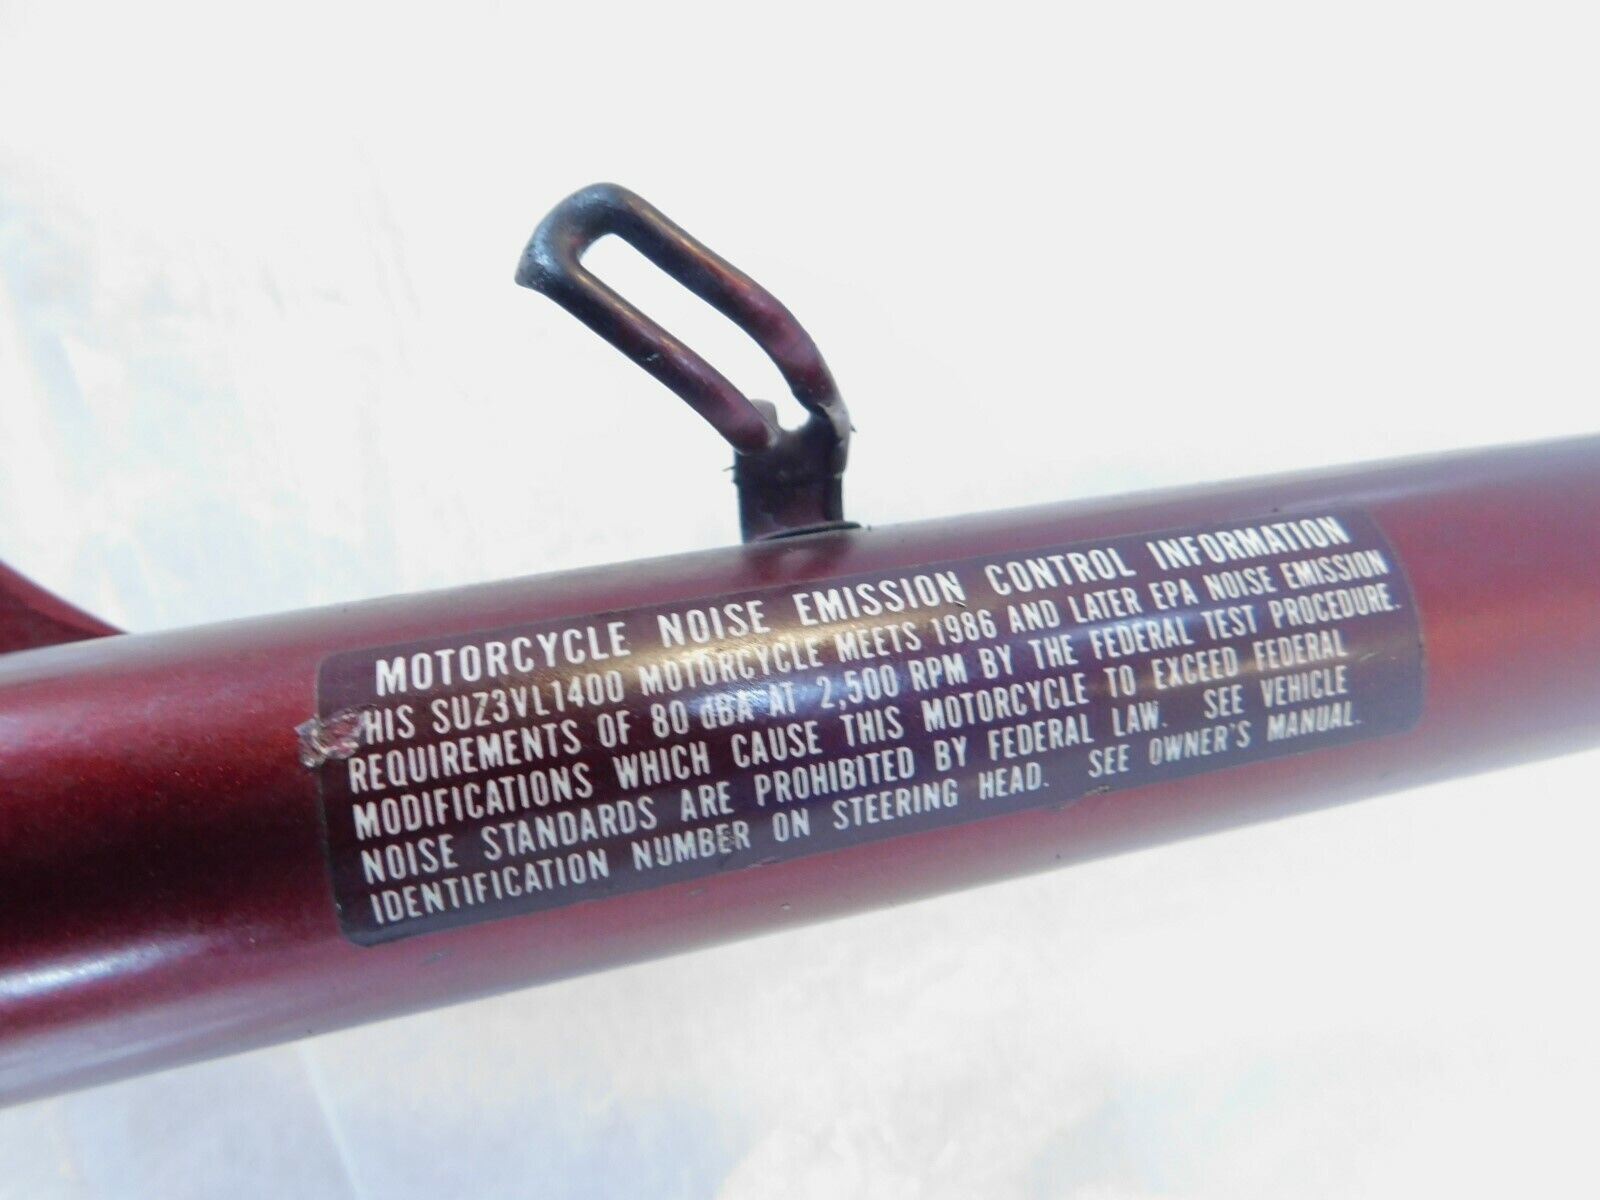 MOTORCYCLE NOISE EMISSION CONTROL INFORMATION
HIS SUZ3VL1400 MOTORCYCLE MEETS 1986 AND LATER EPA NOISE EMISSION
REQUIREMENTS OF 80 dBA AT 2,500 RPM BY THE FEDERAL TEST PROCEDURE.
MODIFICATIONS WHICH CAUSE THIS MOTORCYCLE TO EXCEED FEDERAL
NOISE STANDARDS ARE PROHIBITED BY FEDERAL LAW. SEE VEHICLE
IDENTIFICATION NUMBER ON STEERING HEAD. SEE OWNER'S MANUAL.